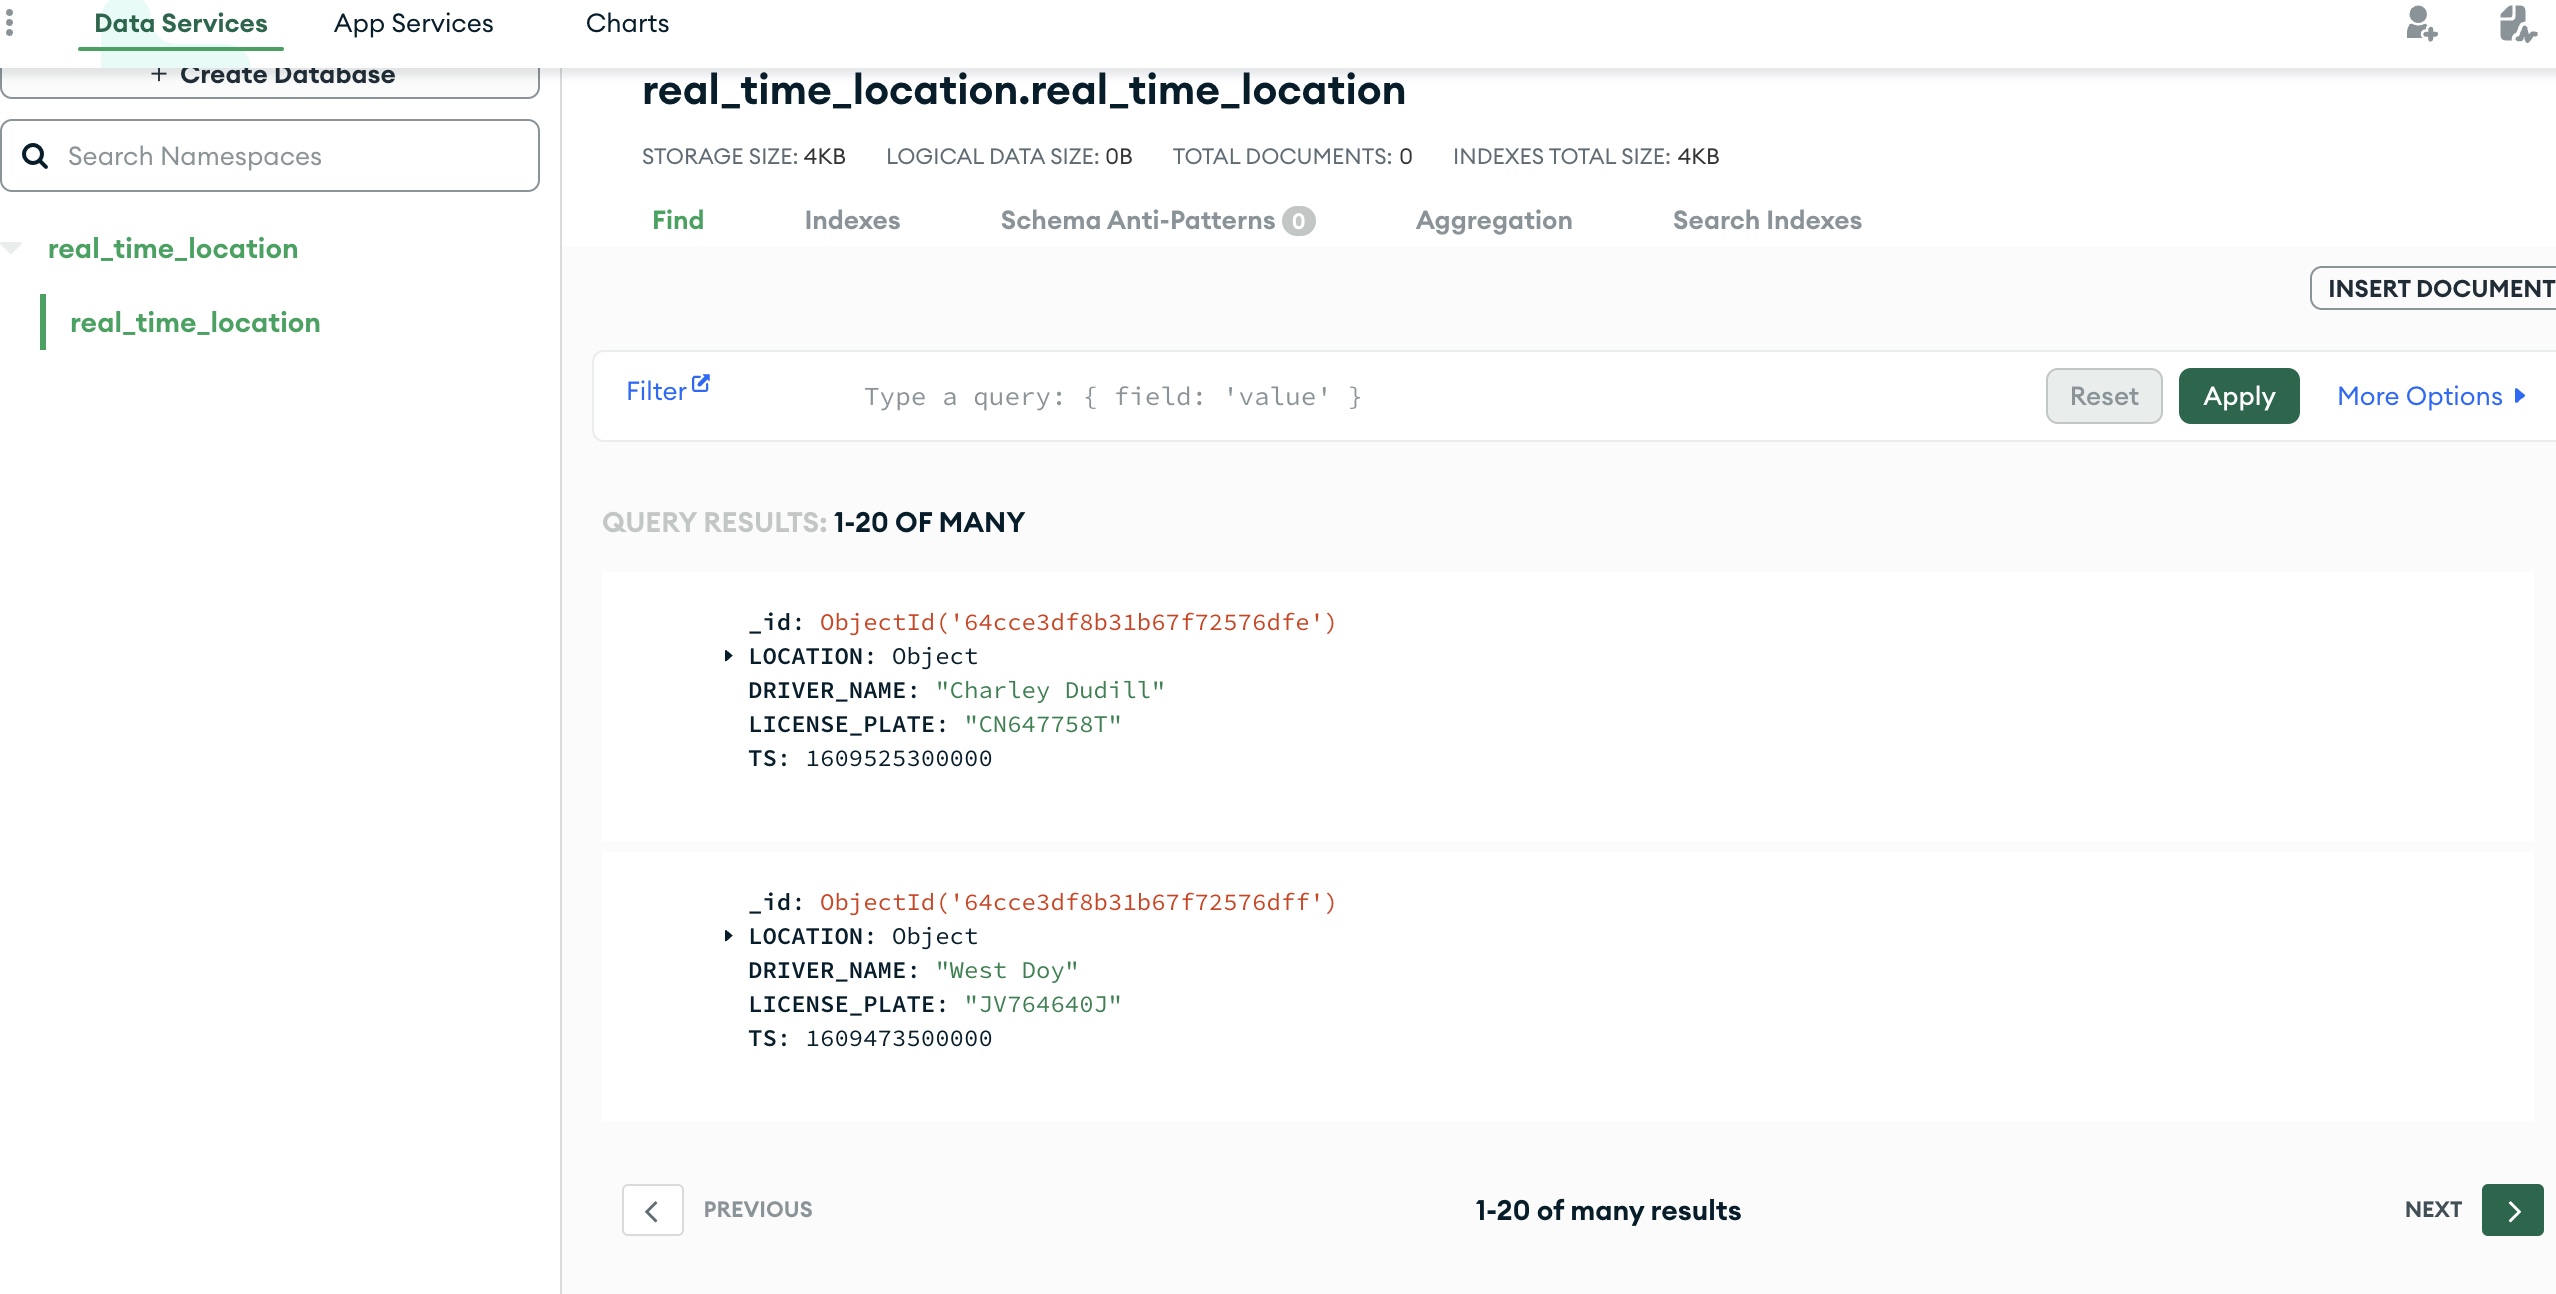 Data Services App Services Charts
+ Create Database
Search Namespaces
real_time_location
real_time_location
real_time_location.real_time_location
STORAGE SIZE: 4KB LOGICAL DATA SIZE: 0B TOTAL DOCUMENTS: 0 INDEXES TOTAL SIZE: 4KB
Find Indexes Schema Anti-Patterns 0 Aggregation Search Indexes
INSERT DOCUMENT
Filter Type a query: { field: 'value' } Reset Apply More Options
QUERY RESULTS: 1-20 OF MANY
_id: ObjectId('64cce3df8b31b67f72576dfe')
LOCATION: Object
DRIVER_NAME: "Charley Dudill"
LICENSE_PLATE: "CN647758T"
TS: 1609525300000
_id: ObjectId('64cce3df8b31b67f72576dff')
LOCATION: Object
DRIVER_NAME: "West Doy"
LICENSE_PLATE: "JV764640J"
TS: 1609473500000
PREVIOUS 1-20 of many results NEXT